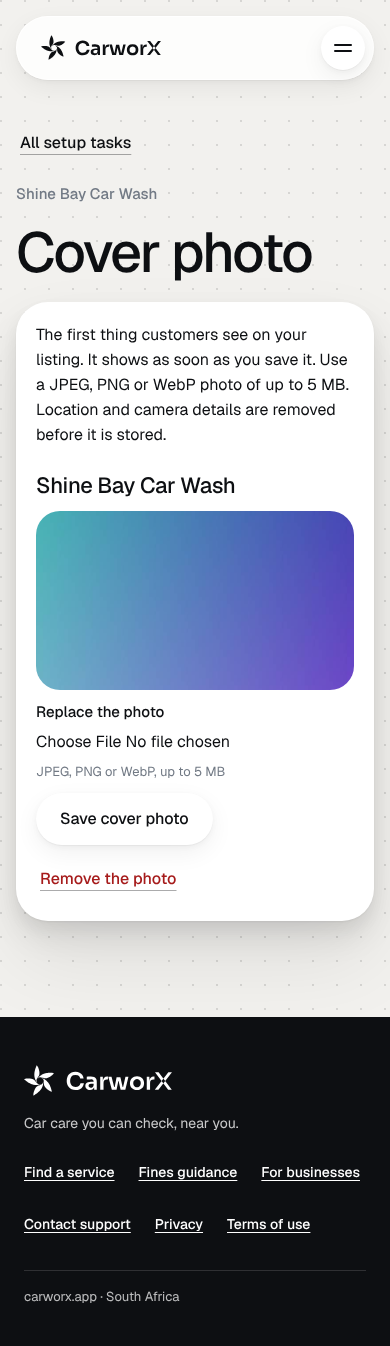 CarworX
All setup tasks
Shine Bay Car Wash
Cover photo
The first thing customers see on your
listing. It shows as soon as you save it. Use
a JPEG, PNG or WebP photo of up to 5 MB.
Location and camera details are removed
before it is stored.
Shine Bay Car Wash
Replace the photo
Choose File No file chosen
JPEG, PNG or WebP, up to 5 MB
Save cover photo
Remove the photo
CarworX
Car care you can check, near you.
Find a service Fines guidance For businesses
Contact support Privacy Terms of use
carworx.app · South Africa